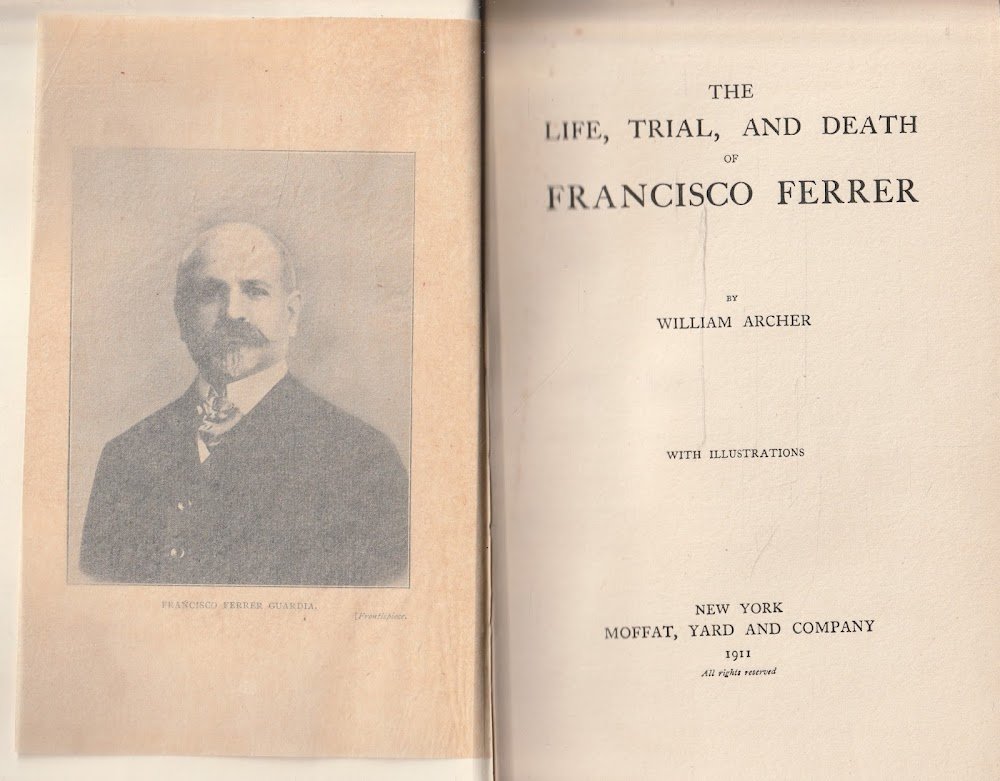 FRANCISCO FERRER GUARDIA.
[Frontispiece.
THE
LIFE, TRIAL, AND DEATH
OF
FRANCISCO FERRER
BY
WILLIAM ARCHER
WITH ILLUSTRATIONS
NEW YORK
MOFFAT, YARD AND COMPANY
1911
All rights reserved